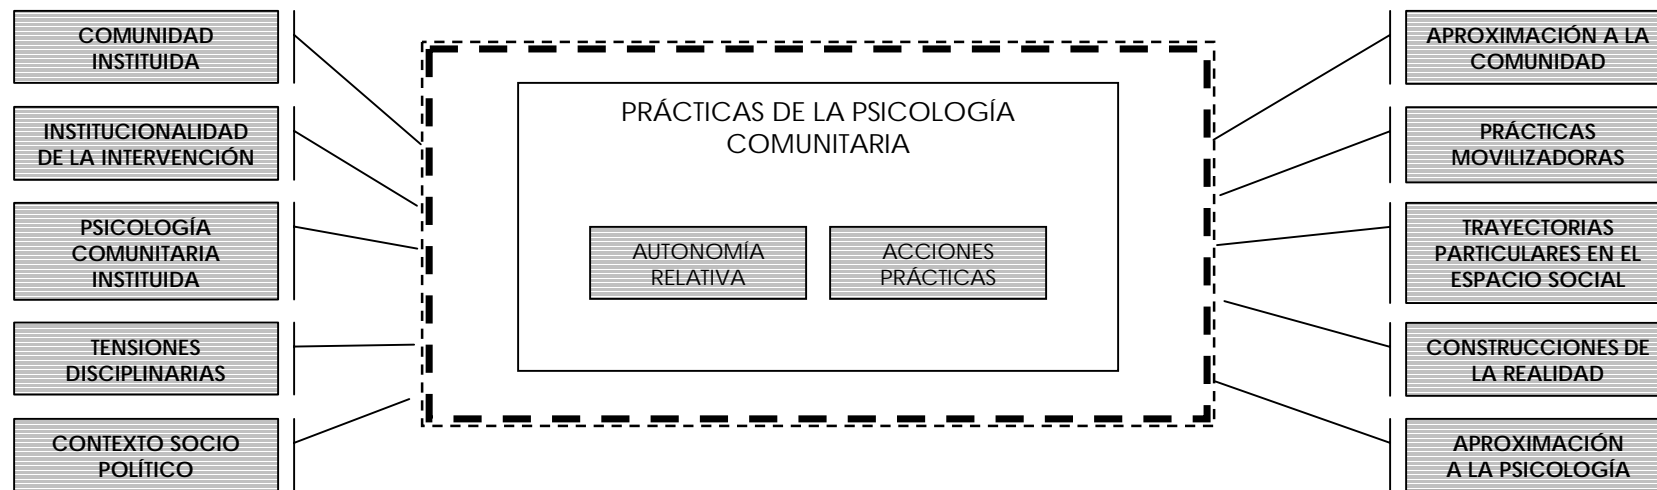 COMUNIDAD
INSTITUIDA
INSTITUCIONALIDAD
DE LA INTERVENCIÓN
PSICOLOGÍA
COMUNITARIA
INSTITUIDA
TENSIONES
DISCIPLINARIAS
CONTEXTO SOCIO
POLÍTICO
PRÁCTICAS DE LA PSICOLOGÍA
COMUNITARIA
AUTONOMÍA
RELATIVA
ACCIONES
PRÁCTICAS
APROXIMACIÓN A LA
COMUNIDAD
PRÁCTICAS
MOVILIZADORAS
TRAYECTORIAS
PARTICULARES EN EL
ESPACIO SOCIAL
CONSTRUCCIONES DE
LA REALIDAD
APROXIMACIÓN
A LA PSICOLOGÍA